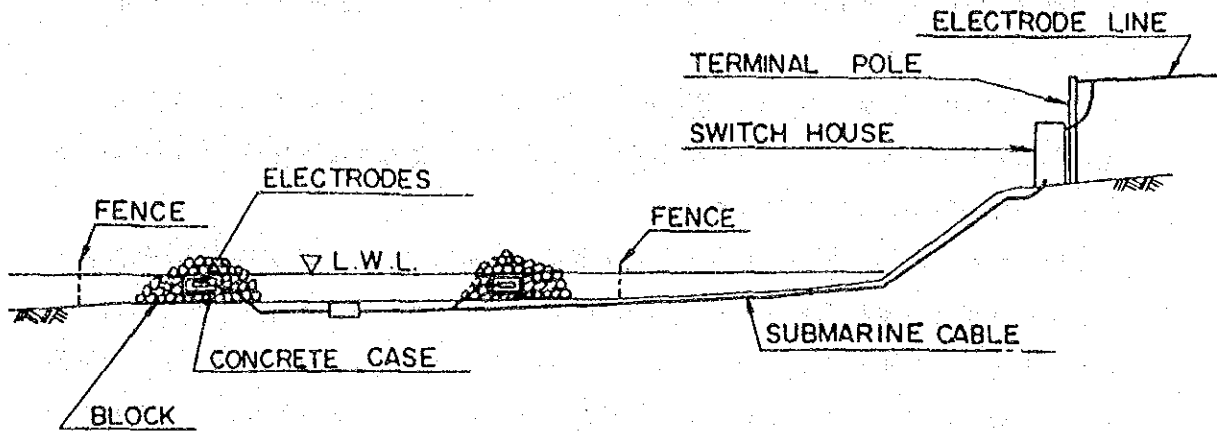 ELECTRODE LINE
TERMINAL POLE
SWITCH HOUSE
ELECTRODES
FENCE
FENCE
L.W.L.
SUBMARINE CABLE
CONCRETE CASE
BLOCK